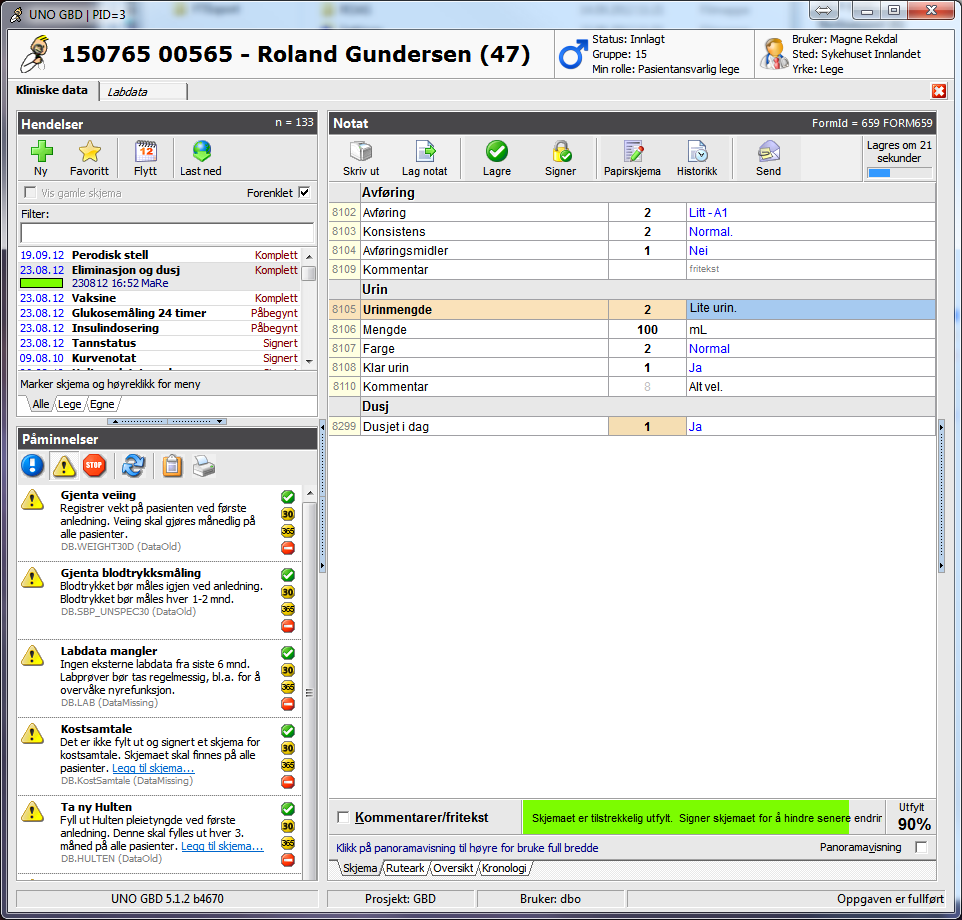 UNO GBD | PID=3
150765 00565 - Roland Gundersen (47)
Status: Innlagt
Gruppe: 15
Min rolle: Pasientansvarlig lege
Bruker: Magne Rekdal
Sted: Sykehuset Innlandet
Yrke: Lege
Kliniske data
Labdata
Hendelser
n = 133
Ny
Favoritt
12
Flytt
Last ned
Vis gamle skjema
Forenklet
Filter:
19.09.12 Perodisk stell Komplett
23.08.12 Eliminasjon og dusj Komplett
230812 16:52 MaRe
23.08.12 Vaksine Komplett
23.08.12 Glukosemåling 24 timer Påbegynt
23.08.12 Insulindosering Påbegynt
23.08.12 Tannstatus Signert
09.08.10 Kurvenotat Signert
Marker skjema og høyreklikk for meny
Alle
Lege
Egne
Påminnelser
STOP
Gjenta veiing
Registrer vekt på pasienten ved første
anledning. Veiing skal gjøres månedlig på
alle pasienter.
DB.WEIGHT30D (DataOld)
30
365
Gjenta blodtrykksmåling
Blodtrykket bør måles igjen ved anledning.
Blodtrykket bør måles hver 1-2 mnd.
DB.SBP_UNSPEC30 (DataOld)
30
365
Labdata mangler
Ingen eksterne labdata fra siste 6 mnd.
Labprøver bør tas regelmessig, bl.a. for å
overvåke nyrefunksjon.
DB.LAB (DataMissing)
30
365
Kostsamtale
Det er ikke fylt ut og signert et skjema for
kostsamtale. Skjemaet skal finnes på alle
pasienter. Legg til skjema...
DB.KostSamtale (DataMissing)
30
365
Ta ny Hulten
Fyll ut Hulten pleietyngde ved første
anledning. Denne skal fylles ut hver 3.
måned på alle pasienter. Legg til skjema...
DB.HULTEN (DataOld)
30
365
Notat
FormId = 659 FORM659
Skriv ut
Lag notat
Lagre
Signer
Papirskjema
Historikk
Send
Lagres om 21
sekunder
Avføring
8102 Avføring 2 Litt - A1
8103 Konsistens 2 Normal.
8104 Avføringsmidler 1 Nei
8109 Kommentar fritekst
Urin
8105 Urinmengde 2 Lite urin.
8106 Mengde 100 mL
8107 Farge 2 Normal
8108 Klar urin 1 Ja
8110 Kommentar 8 Alt vel.
Dusj
8299 Dusjet i dag 1 Ja
Kommentarer/fritekst
Skjemaet er tilstrekkelig utfylt. Signer skjemaet for å hindre senere endrir
Utfylt
90%
Klikk på panoramavisning til høyre for bruke full bredde
Panoramavisning
Skjema
Ruteark
Oversikt
Kronologi
UNO GBD 5.1.2 b4670
Prosjekt: GBD
Bruker: dbo
Oppgaven er fullført